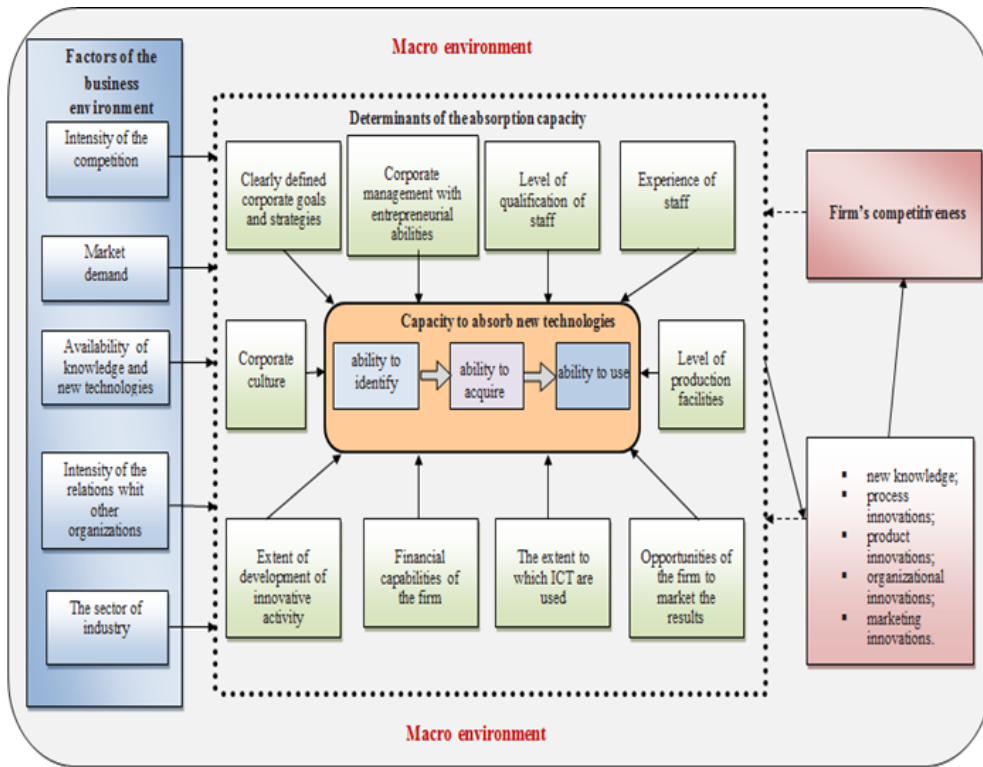 Macro environment
Factors of the
business
environment
Intensity of the
competition
Market
demand
Availability of
knowledge and
new technologies
Intensity of the
relations whit other
organizations
The sector of
industry
Determinants of the absorption capacity
Clearly defined
corporate goals
and strategies
Corporate
management with
entrepreneurial
abilities
Level of
qualification of
staff
Experience of
staff
Capacity to absorb new technologies
Corporate
culture
ability to
identify
ability to
acquire
ability to use
Level of
production
facilities
Extent of
development of
innovative
activity
Financial
capabilities of
the firm
The extent to
which ICT are
used
Opportunities of
the firm to
market the
results
Firm's competitiveness
▪ new knowledge;
▪ process
innovations;
▪ product
innovations;
▪ organizational
innovations;
▪ marketing
innovations.
Macro environment